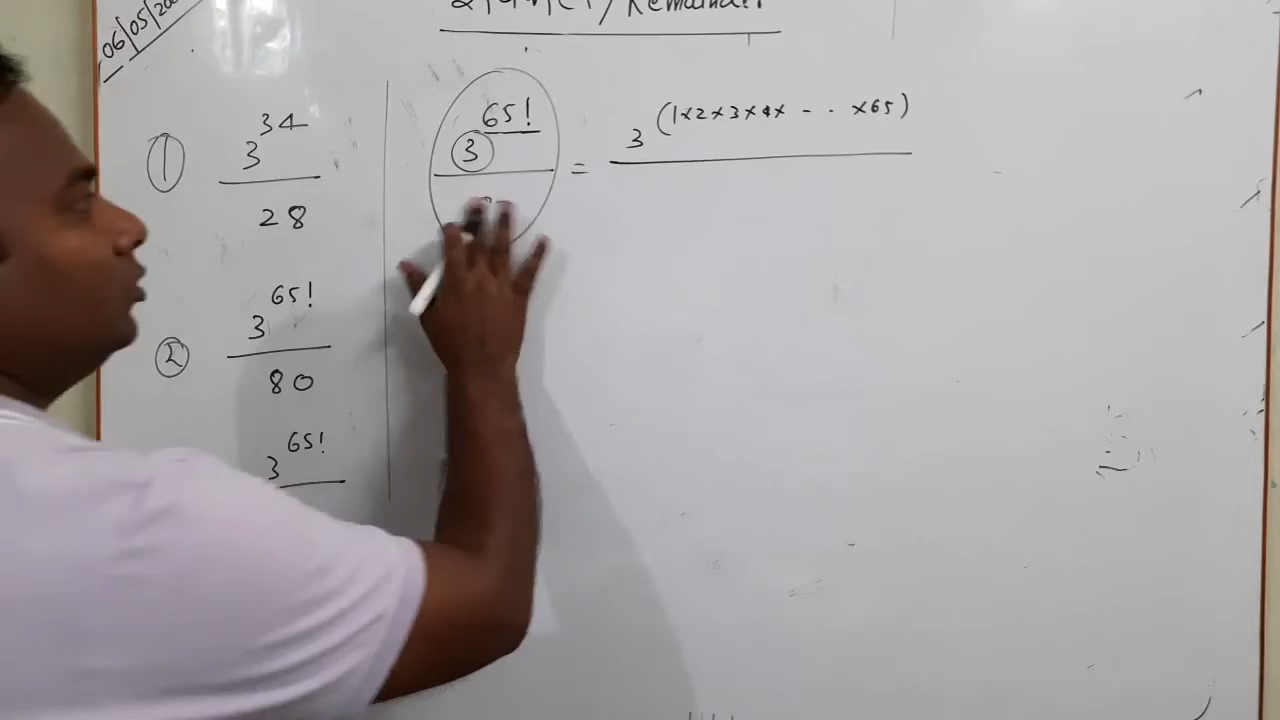 06/05/20
/Remainder
① 3^34 / 28
② 3^65! / 80
3^65!
3^65! = 3^(1×2×3×4×- - ×65)